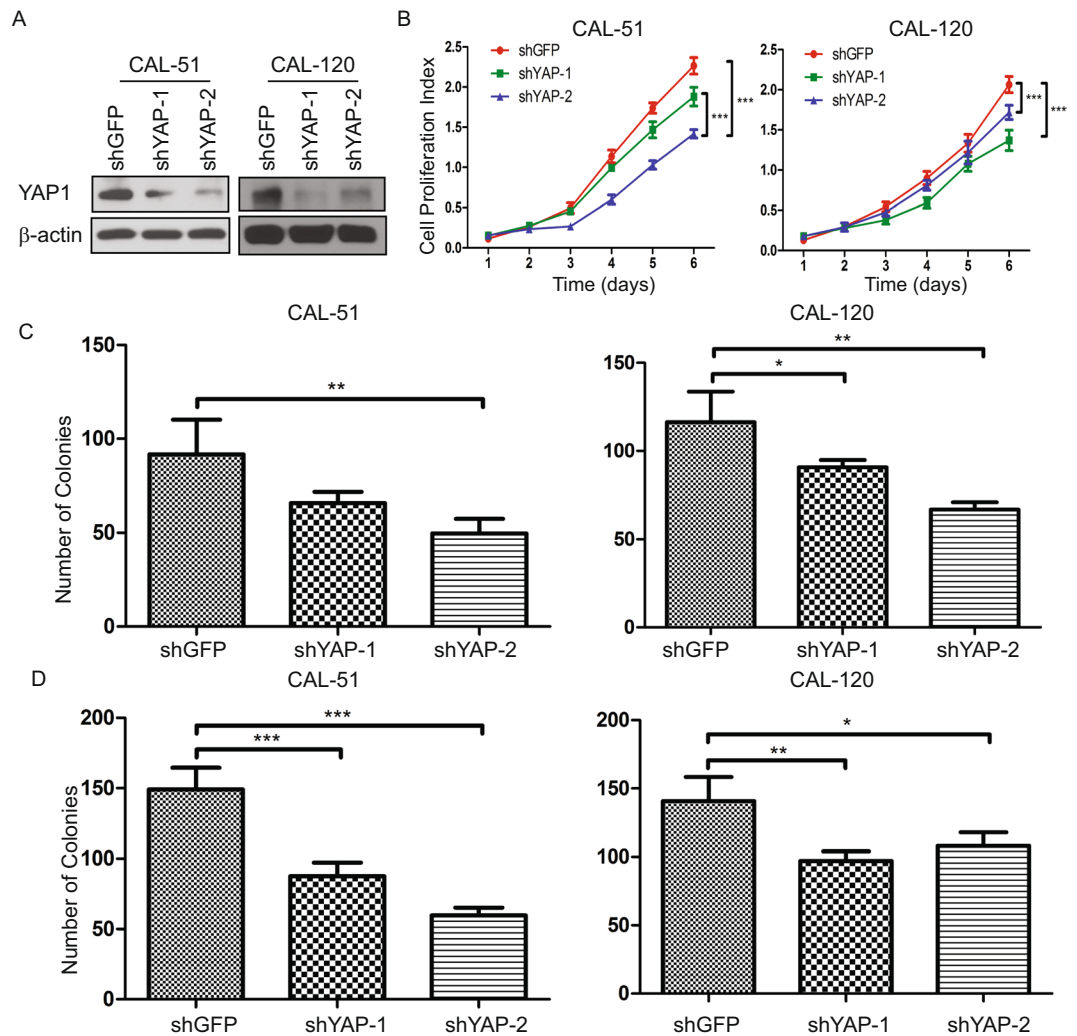 A
CAL-51
CAL-120
shGFP
shYAP-1
shYAP-2
shGFP
shYAP-1
shYAP-2
YAP1
β-actin
B
CAL-51
shGFP
shYAP-1
shYAP-2
Cell Proliferation Index
2.5
2.0
1.5
1.0
0.5
0.0
1 2 3 4 5 6
Time (days)
***
***
CAL-120
shGFP
shYAP-1
shYAP-2
2.5
2.0
1.5
1.0
0.5
0.0
1 2 3 4 5 6
Time (days)
***
***
C
CAL-51
Number of Colonies
150
100
50
0
**
shGFP shYAP-1 shYAP-2
CAL-120
150
100
50
0
**
*
shGFP shYAP-1 shYAP-2
D
CAL-51
Number of Colonies
200
150
100
50
0
***
***
shGFP shYAP-1 shYAP-2
CAL-120
200
150
100
50
0
*
**
shGFP shYAP-1 shYAP-2